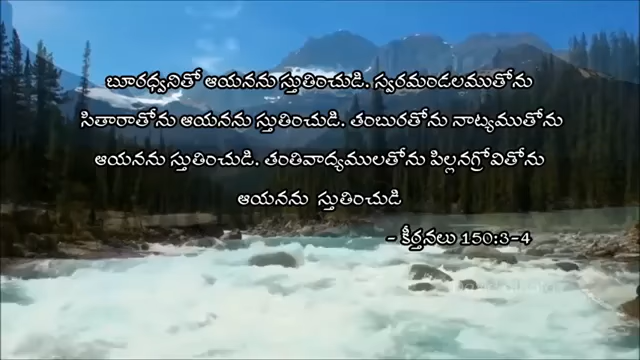 బూరధ్వనితో ఆయనను స్తుతించుడి. స్వరమండలముతోను
సితారాతోను ఆయనను స్తుతించుడి. తంబురతోను నాట్యముతోను
ఆయనను స్తుతించుడి. తంతివాద్యములతోను పిల్లనగ్రోవితోను
ఆయనను స్తుతించుడి
- కీర్తనలు 150:3-4